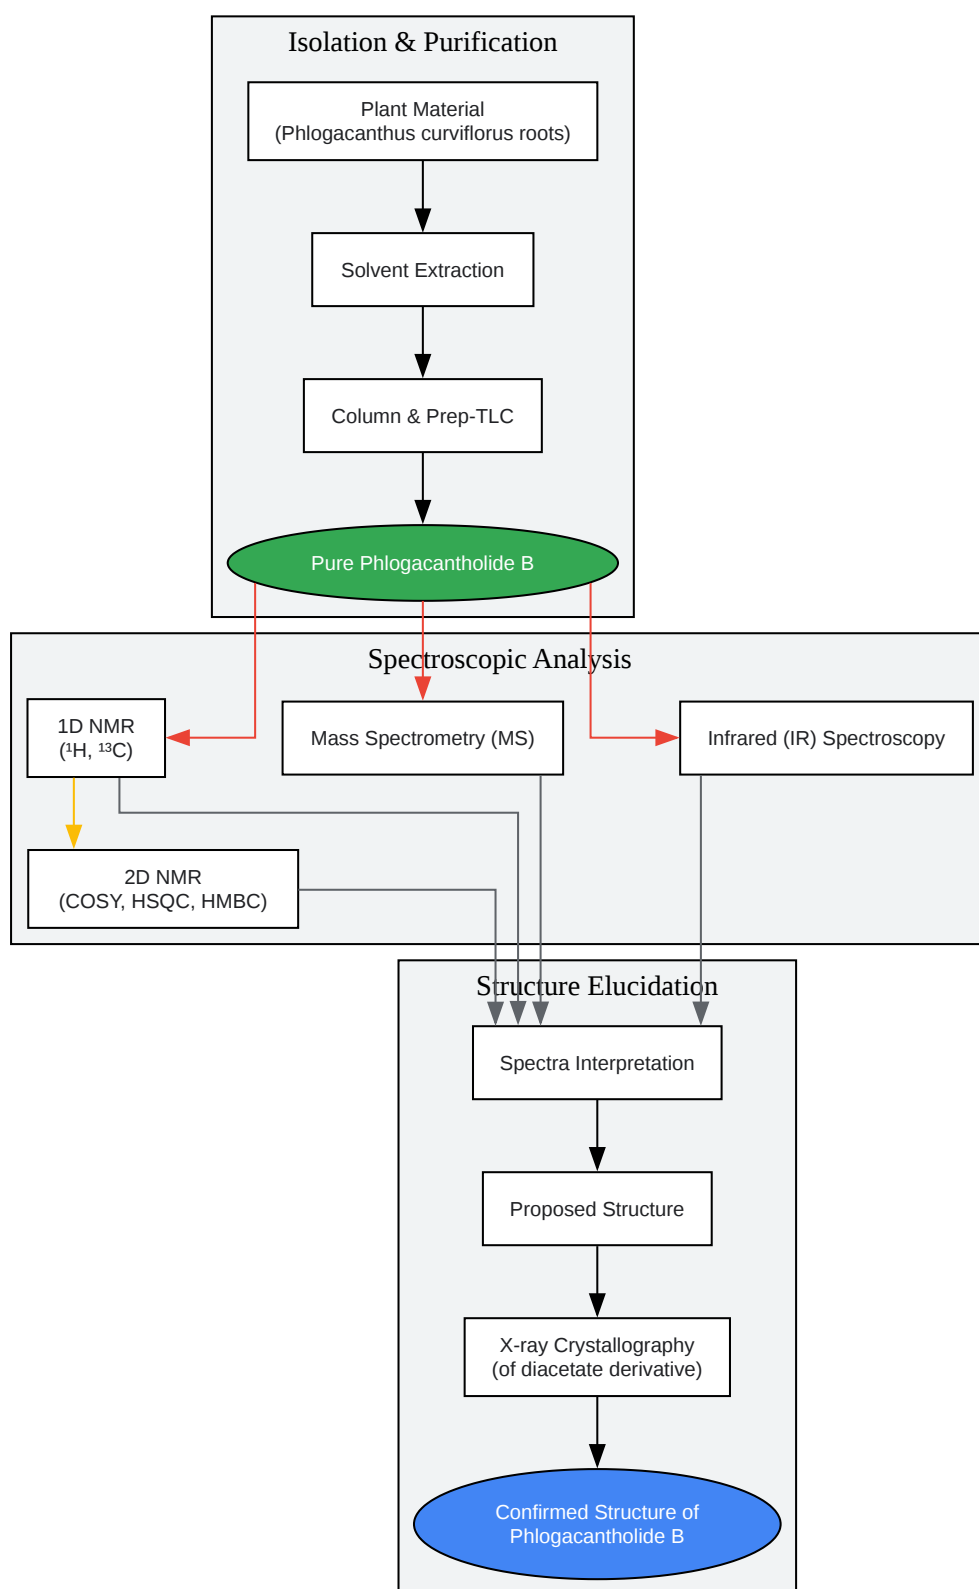 Isolation & Purification
Plant Material
(Phlogacanthus curviflorus roots)
Solvent Extraction
Column & Prep-TLC
Pure Phlogacantholide B
Spectroscopic Analysis
1D NMR
(¹H, ¹³C)
Mass Spectrometry (MS)
Infrared (IR) Spectroscopy
2D NMR
(COSY, HSQC, HMBC)
Structure Elucidation
Spectra Interpretation
Proposed Structure
X-ray Crystallography
(of diacetate derivative)
Confirmed Structure of
Phlogacantholide B